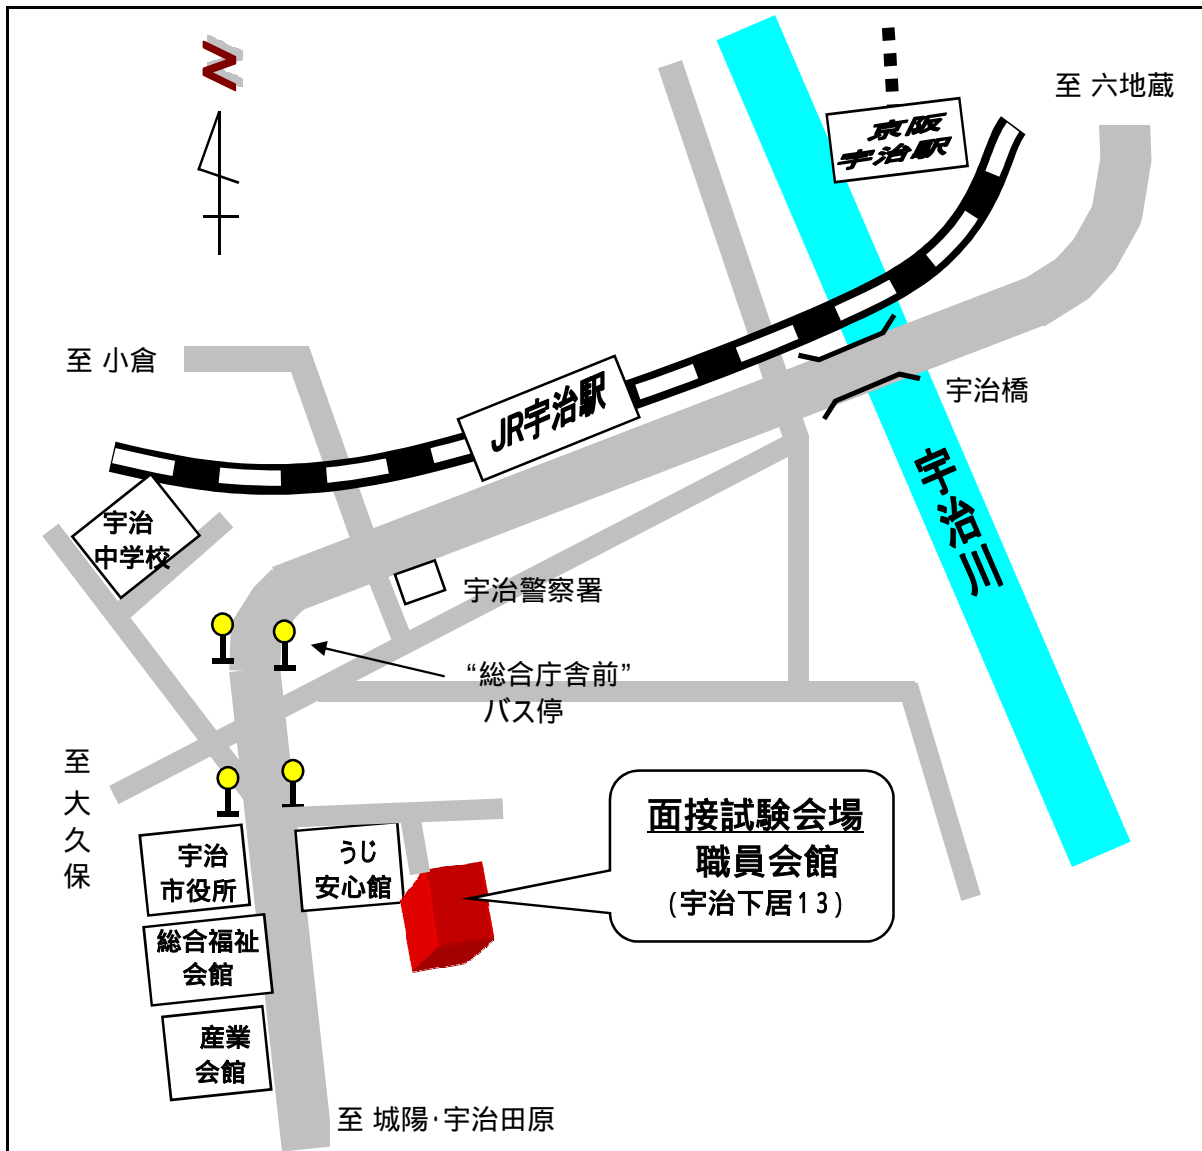 N
至 六地蔵
京阪
宇治駅
至 小倉
JR宇治駅
宇治橋
宇治川
宇治
中学校
宇治警察署
“総合庁舎前”
バス停
至 大久保
面接試験会場
職員会館
(宇治下居13)
宇治
市役所
うじ
安心館
総合福祉
会館
産業
会館
至 城陽・宇治田原